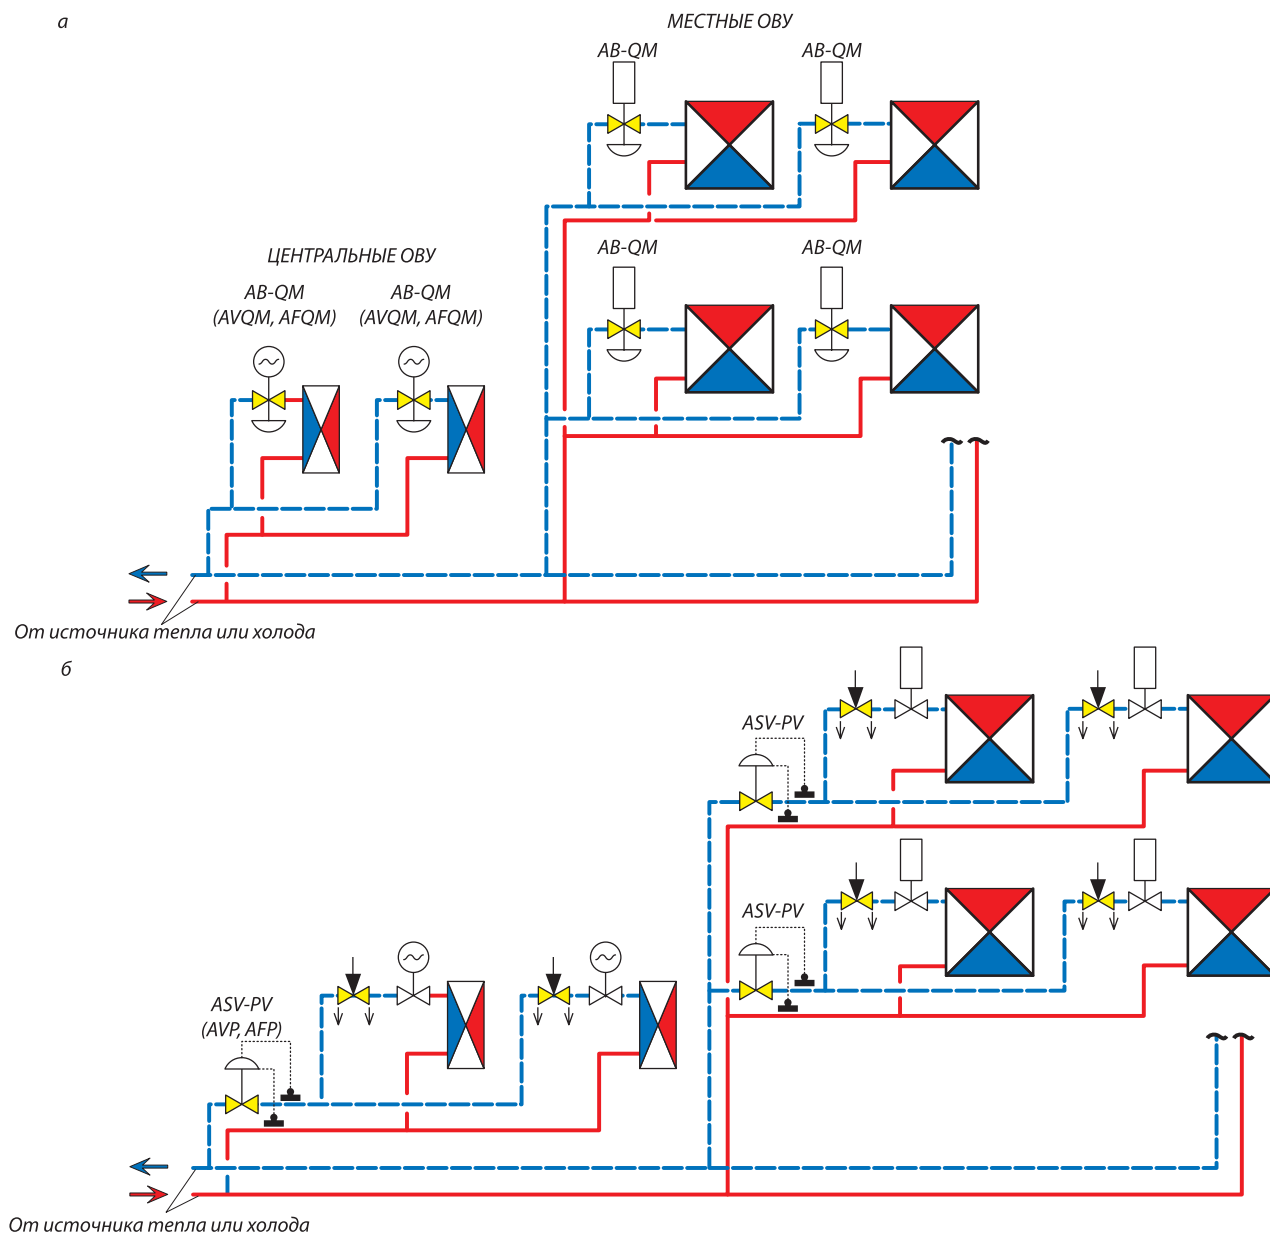 а
МЕСТНЫЕ ОВУ
AB-QM
AB-QM
AB-QM
AB-QM
ЦЕНТРАЛЬНЫЕ ОВУ
AB-QM
(AVQM, AFQM)
AB-QM
(AVQM, AFQM)
От источника тепла или холода
б
ASV-PV
ASV-PV
ASV-PV
(AVP, AFP)
От источника тепла или холода